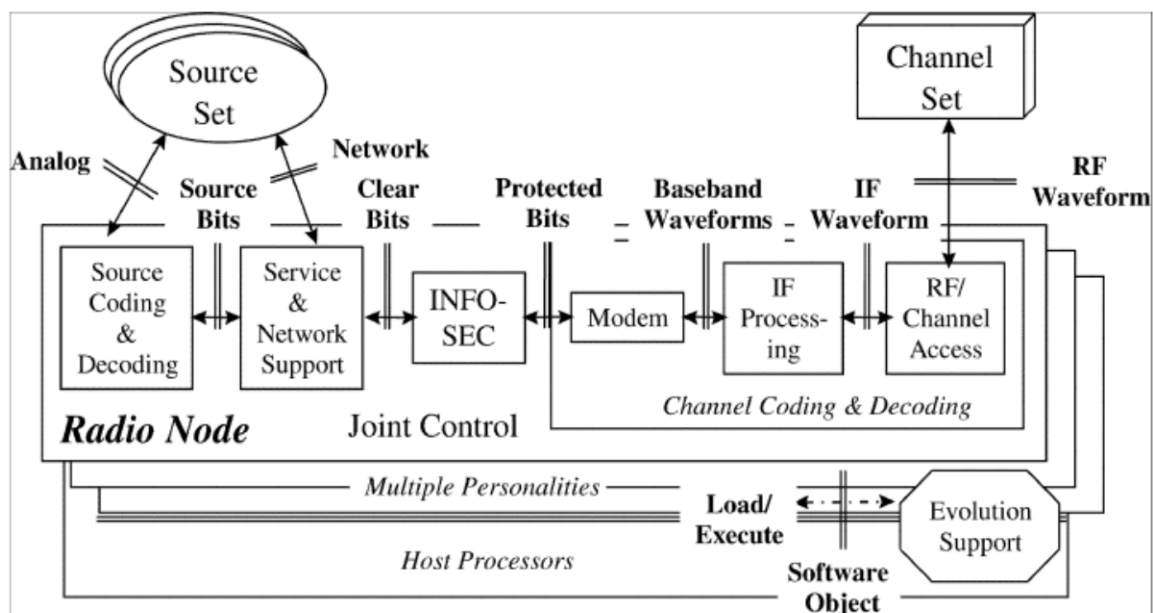 Source
Set
Channel
Set
Analog
Network
RF
Waveform
Source
Bits
Clear
Bits
Protected
Bits
Baseband
Waveforms
IF
Waveform
Source
Coding
&
Decoding
Service
&
Network
Support
INFO-
SEC
Modem
IF
Process-
ing
RF/
Channel
Access
Channel Coding & Decoding
Radio Node
Joint Control
Multiple Personalities
Load/
Execute
Evolution
Support
Host Processors
Software
Object